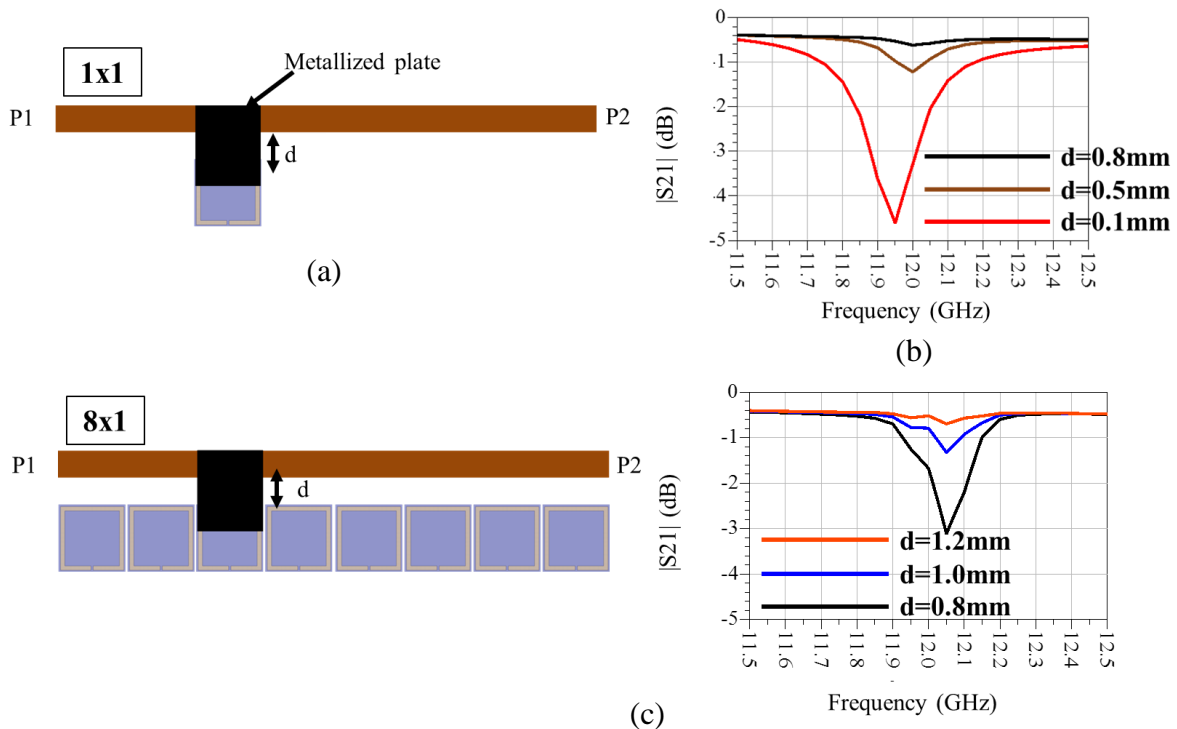 1x1
Metallized plate
P1
P2
d
(a)
|S21| (dB)
0
-1
-2
-3
-4
-5
d=0.8mm
d=0.5mm
d=0.1mm
11.5
11.6
11.7
11.8
11.9
12.0
12.1
12.2
12.3
12.4
12.5
Frequency (GHz)
(b)
8x1
P1
P2
d
|S21| (dB)
0
-1
-2
-3
-4
-5
d=1.2mm
d=1.0mm
d=0.8mm
11.5
11.6
11.7
11.8
11.9
12.0
12.1
12.2
12.3
12.4
12.5
Frequency (GHz)
(c)